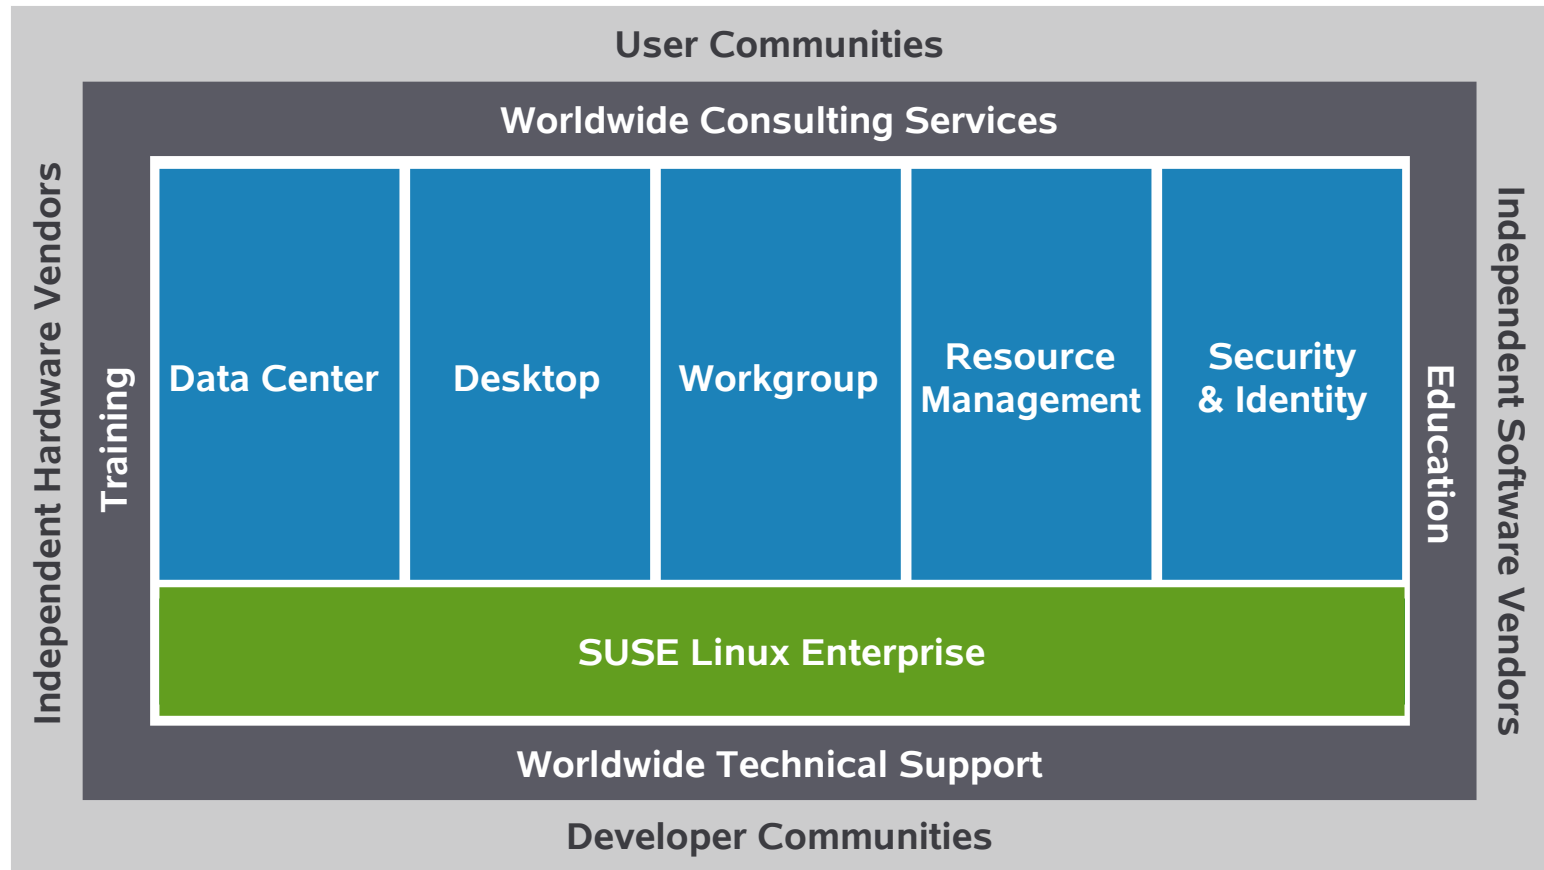 User Communities
Worldwide Consulting Services
Independent Hardware Vendors
Training
Data Center
Desktop
Workgroup
Resource
Management
Security
& Identity
Education
Independent Software Vendors
SUSE Linux Enterprise
Worldwide Technical Support
Developer Communities